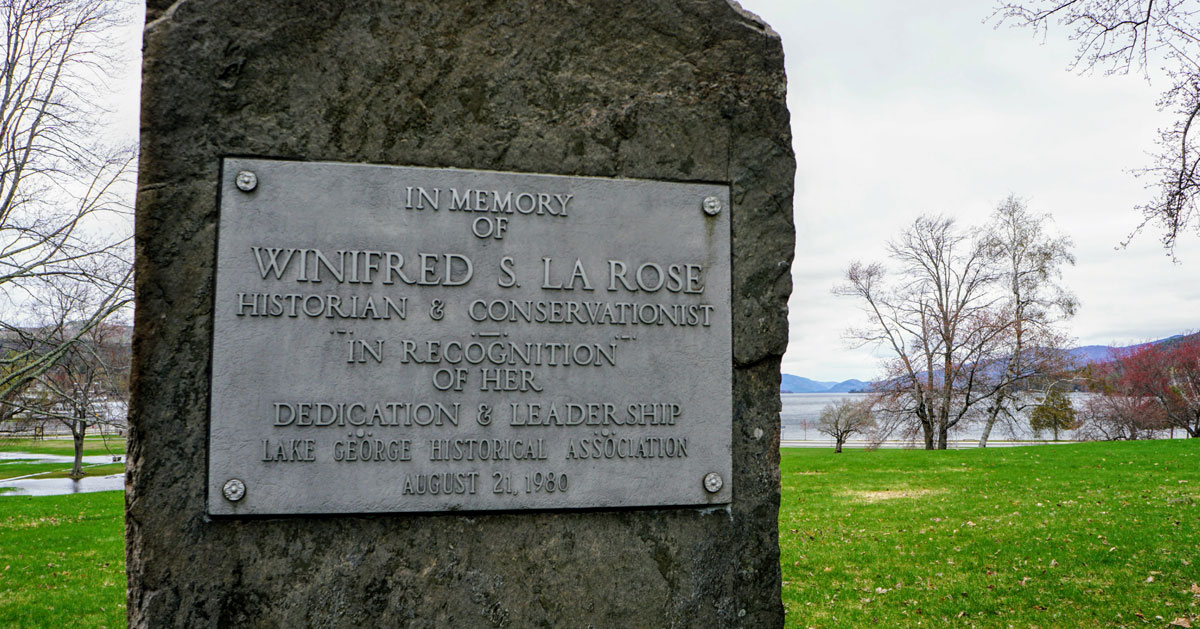 IN MEMORY
OF
WINIFRED S. LA ROSE
HISTORIAN & CONSERVATIONIST
IN RECOGNITION
OF HER
DEDICATION & LEADERSHIP
LAKE GEORGE HISTORICAL ASSOCIATION
AUGUST 21, 1980